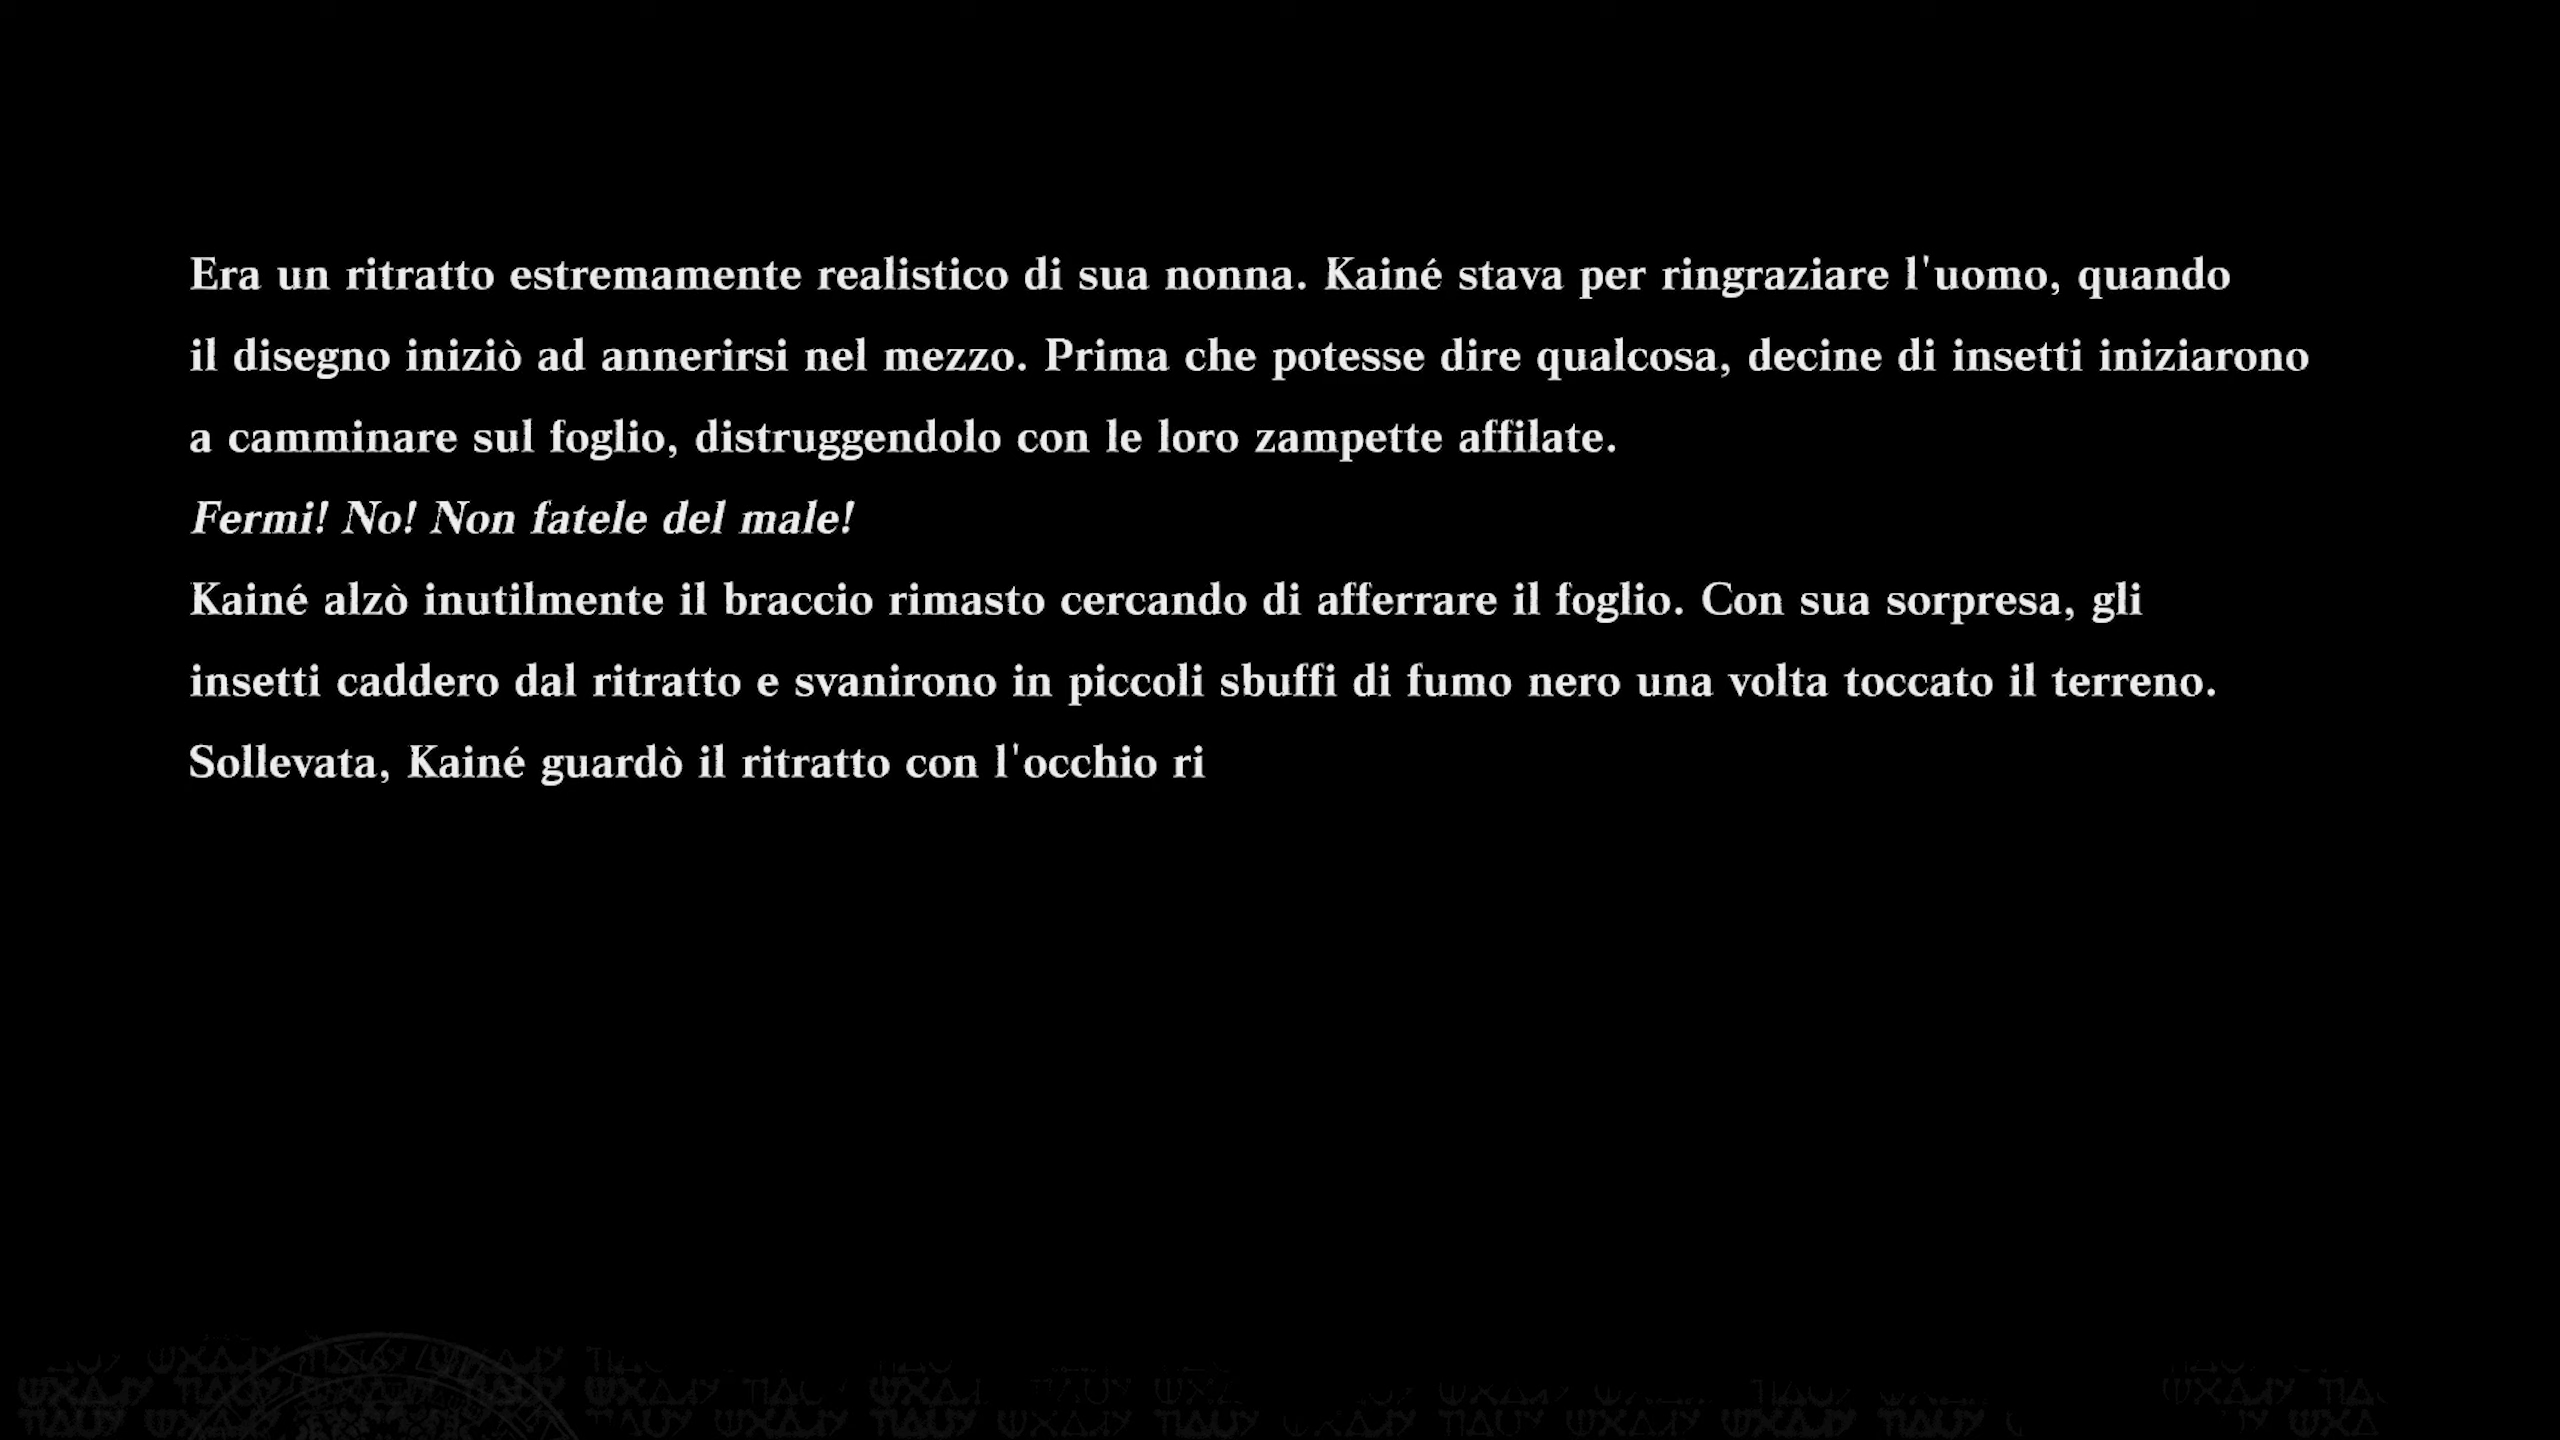 Era un ritratto estremamente realistico di sua nonna. Kainé stava per ringraziare l'uomo, quando
il disegno iniziò ad annerirsi nel mezzo. Prima che potesse dire qualcosa, decine di insetti iniziarono
a camminare sul foglio, distruggendolo con le loro zampette affilate.
Fermi! No! Non fatele del male!
Kainé alzò inutilmente il braccio rimasto cercando di afferrare il foglio. Con sua sorpresa, gli
insetti caddero dal ritratto e svanirono in piccoli sbuffi di fumo nero una volta toccato il terreno.
Sollevata, Kainé guardò il ritratto con l'occhio ri